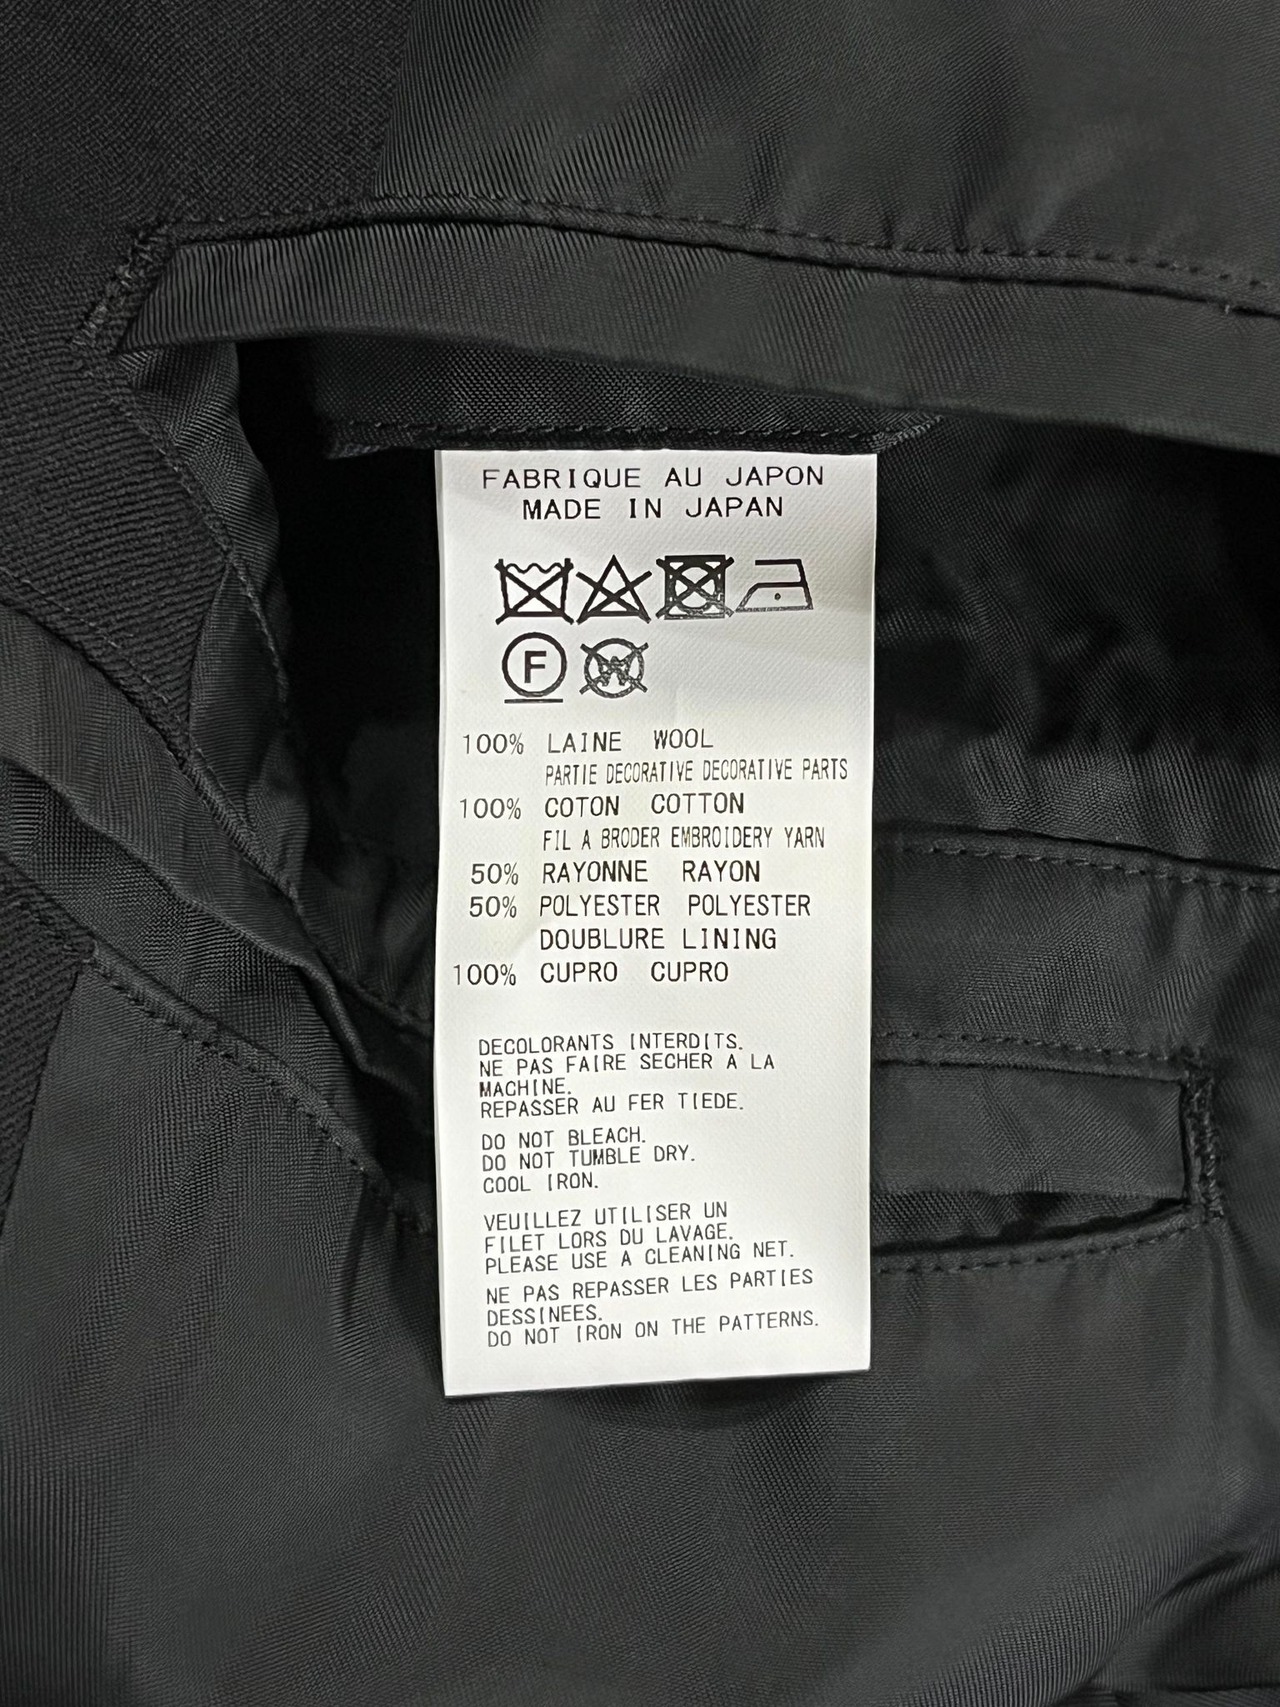 FABRIQUE AU JAPON
MADE IN JAPAN
F
W
100% LAINE WOOL
PARTIE DECORATIVE DECORATIVE PARTS
100% COTON COTTON
FIL A BRODER EMBROIDERY YARN
50% RAYONNE RAYON
50% POLYESTER POLYESTER
DOUBLURE LINING
100% CUPRO CUPRO
DECOLORANTS INTERDITS.
NE PAS FAIRE SECHER A LA
MACHINE.
REPASSER AU FER TIEDE.
DO NOT BLEACH.
DO NOT TUMBLE DRY.
COOL IRON.
VEUILLEZ UTILISER UN
FILET LORS DU LAVAGE.
PLEASE USE A CLEANING NET.
NE PAS REPASSER LES PARTIES
DESSINEES.
DO NOT IRON ON THE PATTERNS.